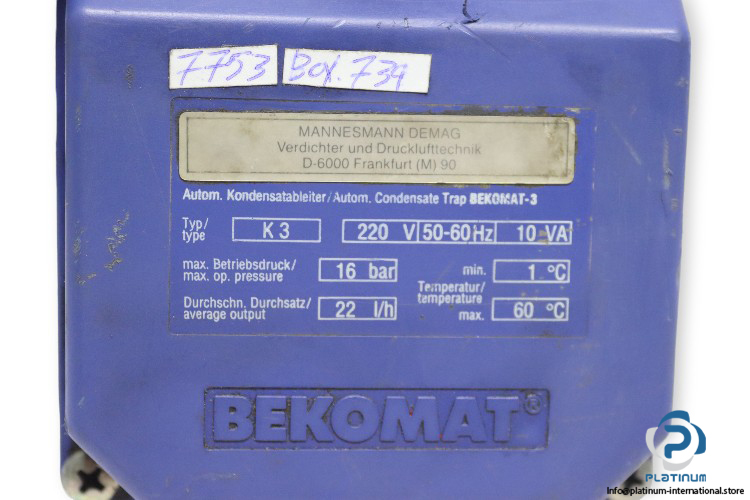 7753 Box.739
MANNESMANN DEMAG
Verdichter und Drucklufttechnik
D-6000 Frankfurt (M) 90
Autom. Kondensatableiter/Autom. Condensate Trap BEKOMAT-3
Typ/
type
K 3
220 V 50-60 Hz 10 VA
max. Betriebsdruck/
max. op. pressure
16 bar
min. 1 °C
Temperatur/
temperature
Durchschn. Durchsatz/
average output
22 l/h
max. 60 °C
BEKOMAT®
PLATINUM
Info@platinum-international.store